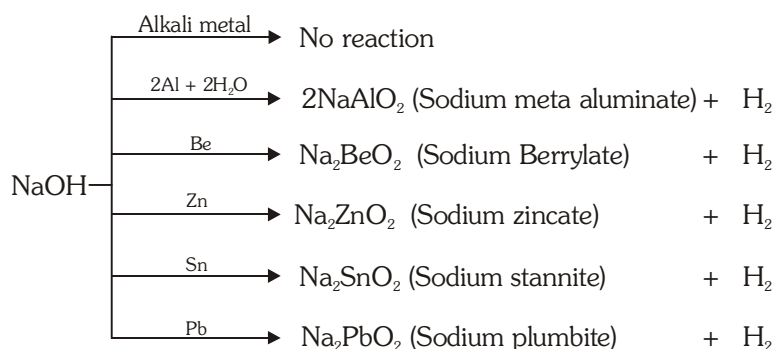 Alkali metal No reaction
2Al + 2H₂O 2NaAlO₂ (Sodium meta aluminate) + H₂
Be Na₂BeO₂ (Sodium Berrylate) + H₂
NaOH
Zn Na₂ZnO₂ (Sodium zincate) + H₂
Sn Na₂SnO₂ (Sodium stannite) + H₂
Pb Na₂PbO₂ (Sodium plumbite) + H₂